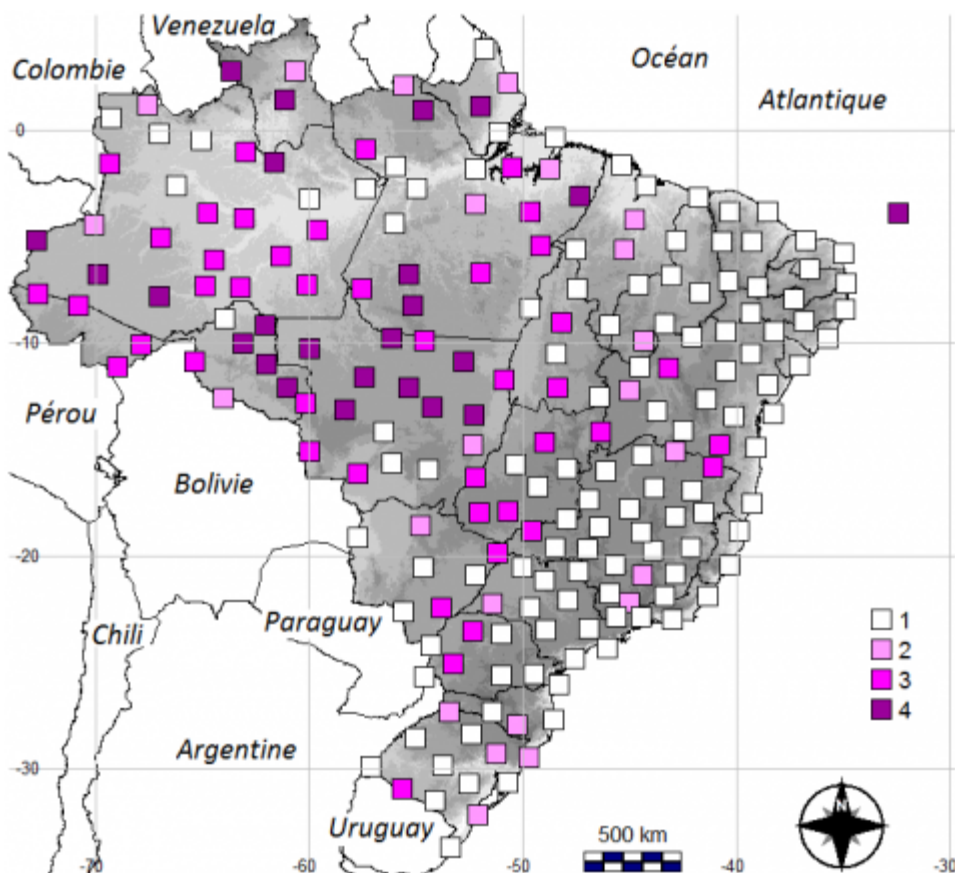 Venezuela
Colombie
Océan
Atlantique
0
-10
Pérou
Bolivie
-20
Chili
Paraguay
1
2
3
4
Argentine
-30
N
Uruguay
500 km
-70
-60
-50
-40
-30